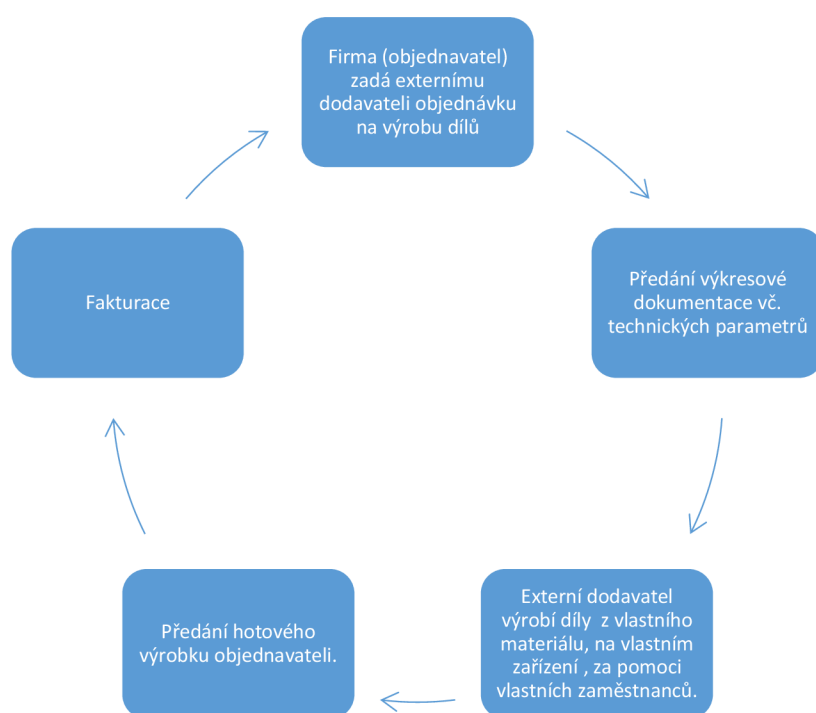 Firma (objednavatel)
zadá externímu
dodavateli objednávku
na výrobu dílů
Předání výkresové
dokumentace vč.
technických parametrů
Externí dodavatel
výrobí díly  z vlastního
materiálu, na vlastním
zařízení , za pomoci
vlastních zaměstnanců.
Předání hotového
výrobku objednavateli.
Fakturace